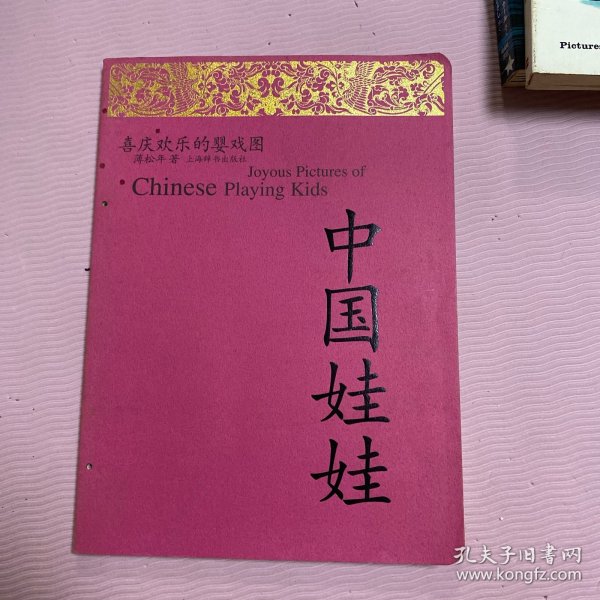 喜庆欢乐的婴戏图
薄松年 著 上海辞书出版社
Joyous Pictures of
Chinese Playing Kids
中国娃娃
Pictures
孔夫子旧书网
www.kongfz.com